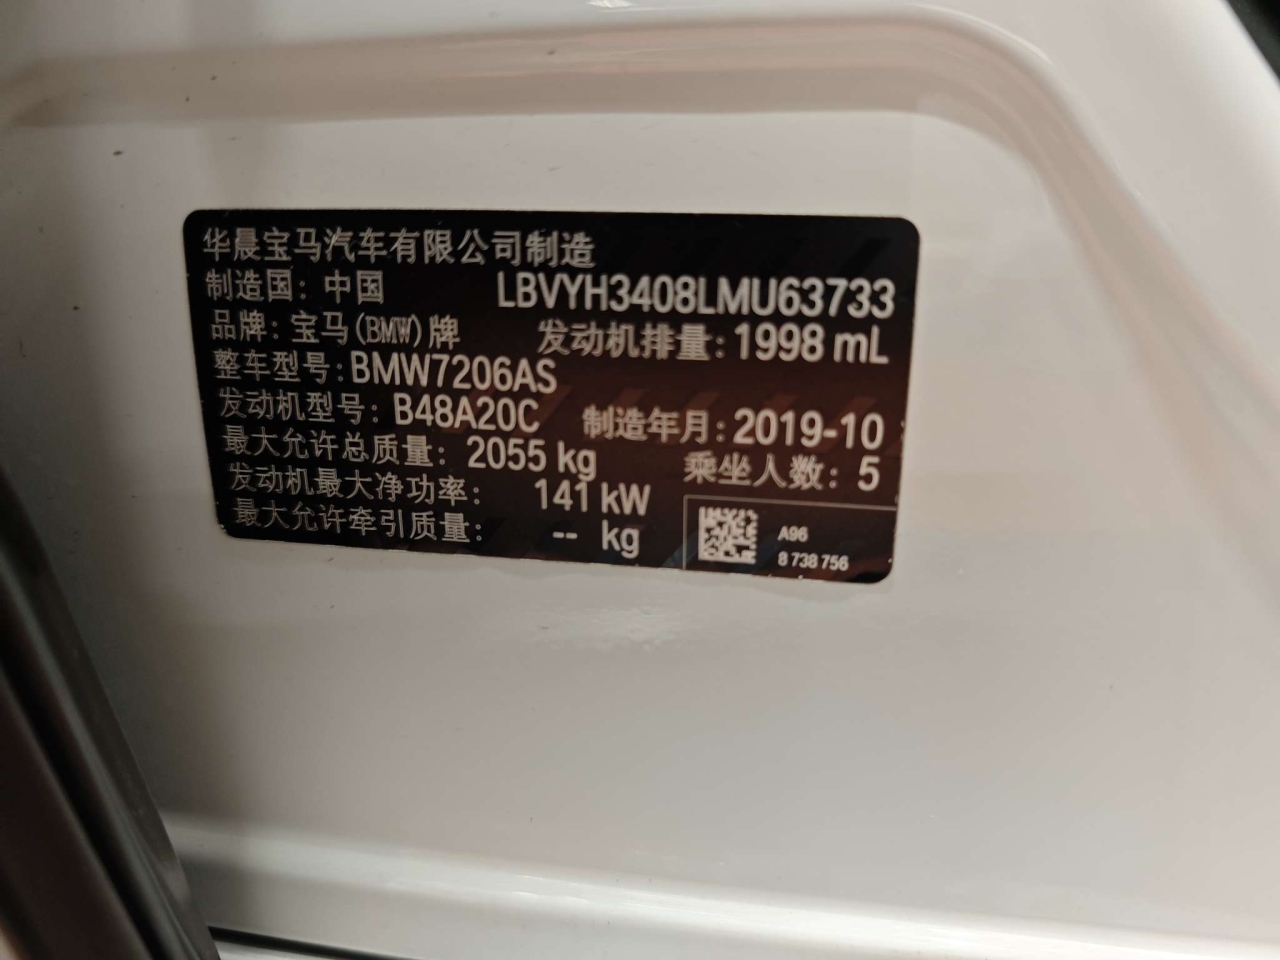 华晨宝马汽车有限公司制造
制造国: 中国 LBVYH3408LMU63733
品牌: 宝马(BMW)牌 发动机排量: 1998 mL
整车型号: BMW7206AS
发动机型号: B48A20C 制造年月: 2019-10
最大允许总质量: 2055 kg 乘坐人数: 5
发动机最大净功率: 141 kW
最大允许牵引质量: -- kg
A96
8 738 756